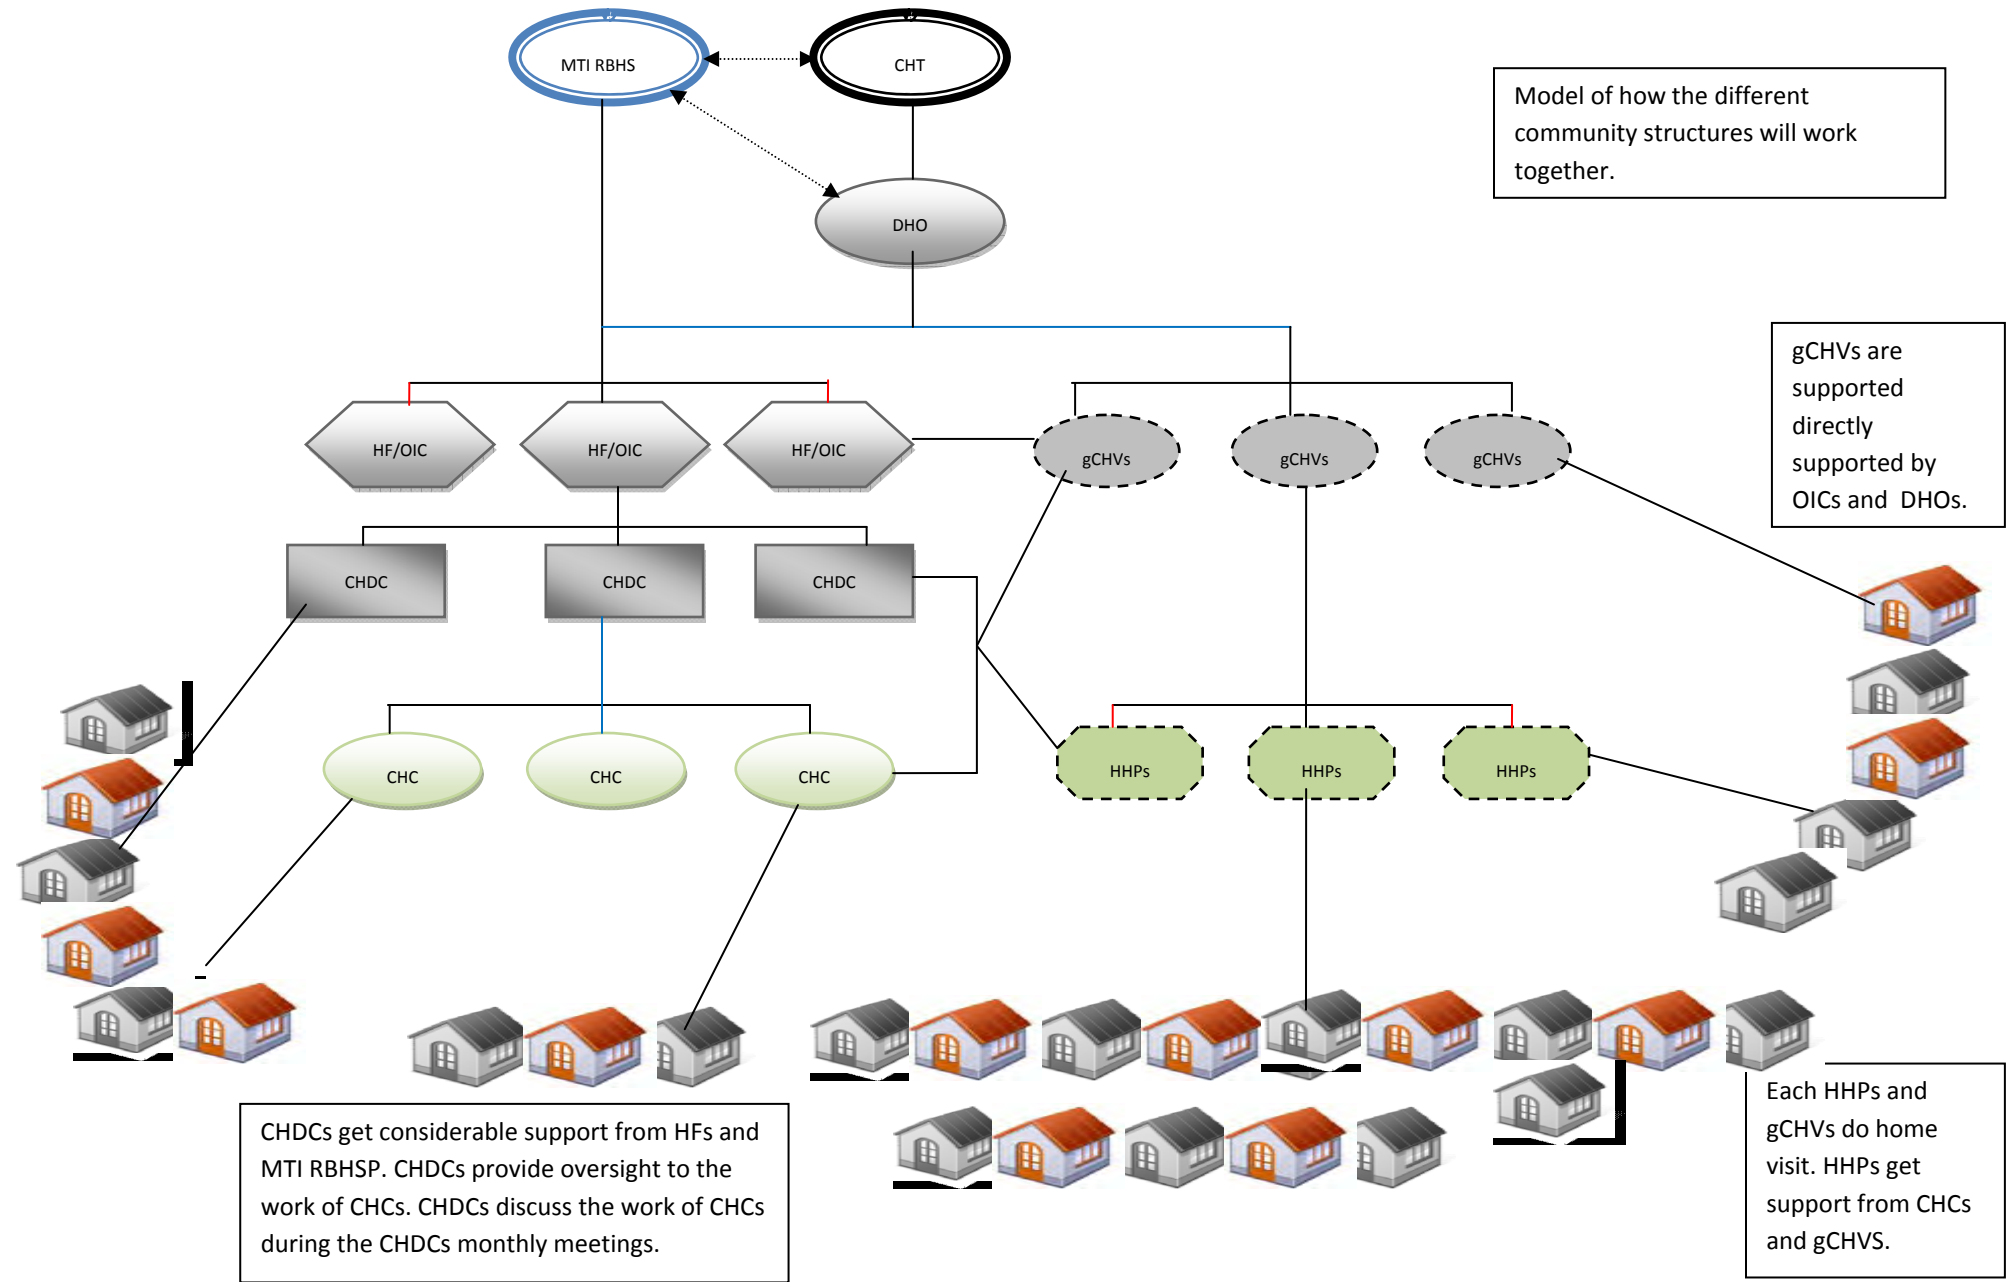 MTI RBHS
CHT
Model of how the different
community structures will work
together.
DHO
gCHVs are
supported
directly
supported by
OICs and  DHOs.
HF/OIC
HF/OIC
HF/OIC
gCHVs
gCHVs
gCHVs
CHDC
CHDC
CHDC
CHC
CHC
CHC
HHPs
HHPs
HHPs
CHDCs get considerable support from HFs and
MTI RBHSP. CHDCs provide oversight to the
work of CHCs. CHDCs discuss the work of CHCs
during the CHDCs monthly meetings.
Each HHPs and
gCHVs do home
visit. HHPs get
support from CHCs
and gCHVS.